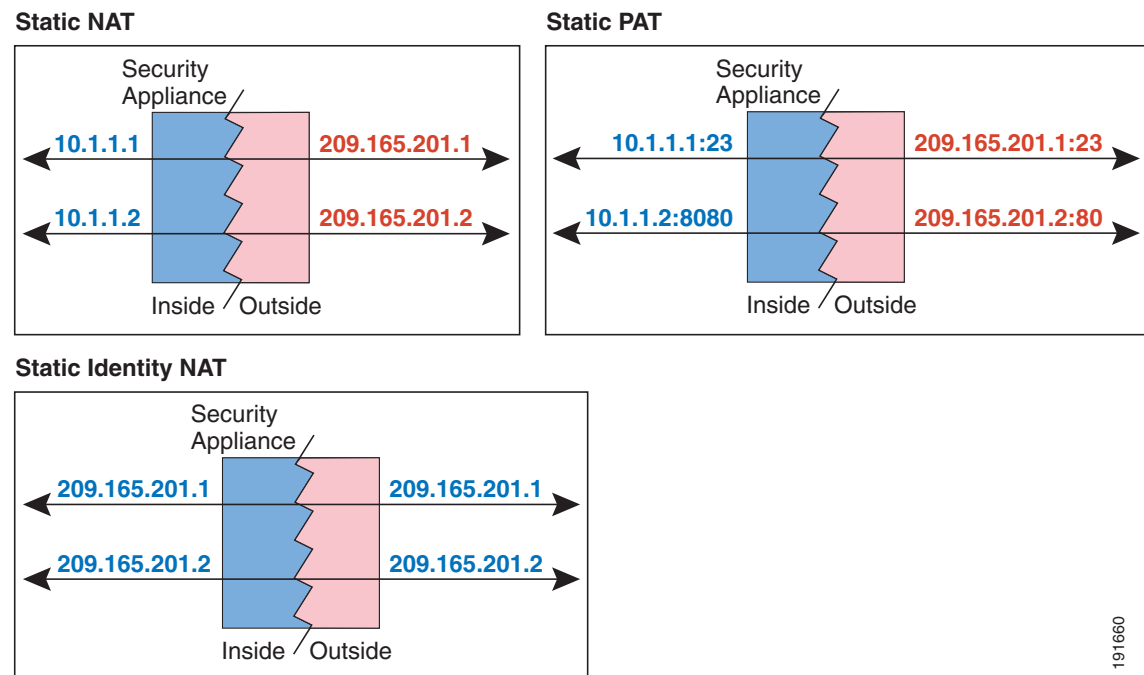 Static NAT
Security
Appliance
10.1.1.1
209.165.201.1
10.1.1.2
209.165.201.2
Inside
Outside
Static PAT
Security
Appliance
10.1.1.1:23
209.165.201.1:23
10.1.1.2:8080
209.165.201.2:80
Inside
Outside
Static Identity NAT
Security
Appliance
209.165.201.1
209.165.201.1
209.165.201.2
209.165.201.2
Inside
Outside
191660